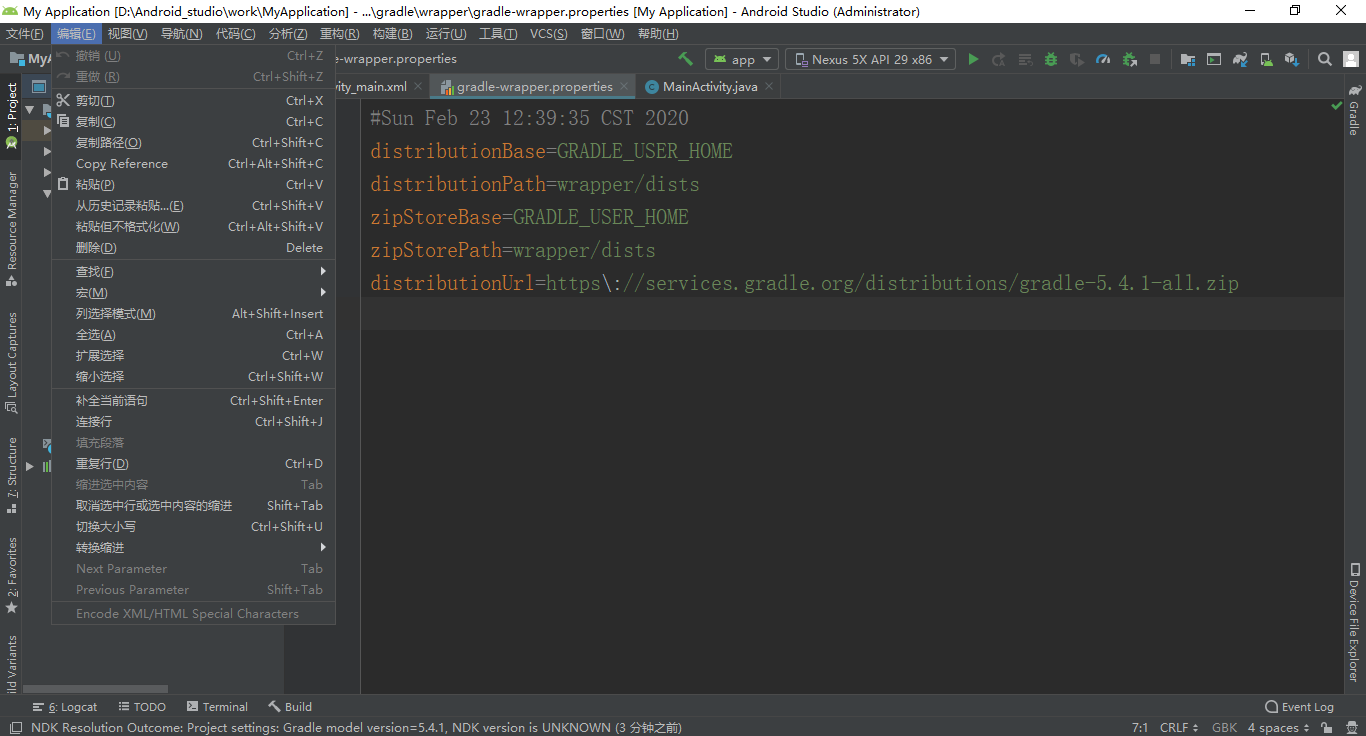 My Application [D:\Android_studio\work\MyApplication] - ...\gradle\wrapper\gradle-wrapper.properties [My Application] - Android Studio (Administrator)
文件(F) 编辑(E) 视图(V) 导航(N) 代码(C) 分析(Z) 重构(R) 构建(B) 运行(U) 工具(T) VCS(S) 窗口(W) 帮助(H)
MyA
e-wrapper.properties
app
Nexus 5X API 29 x86
vity_main.xml
gradle-wrapper.properties
MainActivity.java
撤销 (U) Ctrl+Z
重做 (R) Ctrl+Shift+Z
剪切(T) Ctrl+X
复制(C) Ctrl+C
复制路径(O) Ctrl+Shift+C
Copy Reference Ctrl+Alt+Shift+C
粘贴(P) Ctrl+V
从历史记录粘贴...(E) Ctrl+Shift+V
粘贴但不格式化(W) Ctrl+Alt+Shift+V
删除(D) Delete
查找(F)
宏(M)
列选择模式(M) Alt+Shift+Insert
全选(A) Ctrl+A
扩展选择 Ctrl+W
缩小选择 Ctrl+Shift+W
补全当前语句 Ctrl+Shift+Enter
连接行 Ctrl+Shift+J
填充段落
重复行(D) Ctrl+D
缩进选中内容 Tab
取消选中行或选中内容的缩进 Shift+Tab
切换大小写 Ctrl+Shift+U
转换缩进
Next Parameter Tab
Previous Parameter Shift+Tab
Encode XML/HTML Special Characters
#Sun Feb 23 12:39:35 CST 2020
distributionBase=GRADLE_USER_HOME
distributionPath=wrapper/dists
zipStoreBase=GRADLE_USER_HOME
zipStorePath=wrapper/dists
distributionUrl=https\://services.gradle.org/distributions/gradle-5.4.1-all.zip
1: Project
Resource Manager
Layout Captures
7: Structure
2: Favorites
ild Variants
Gradle
Device File Explorer
6: Logcat TODO Terminal Build Event Log
NDK Resolution Outcome: Project settings: Gradle model version=5.4.1, NDK version is UNKNOWN (3 分钟之前) 7:1 CRLF GBK 4 spaces